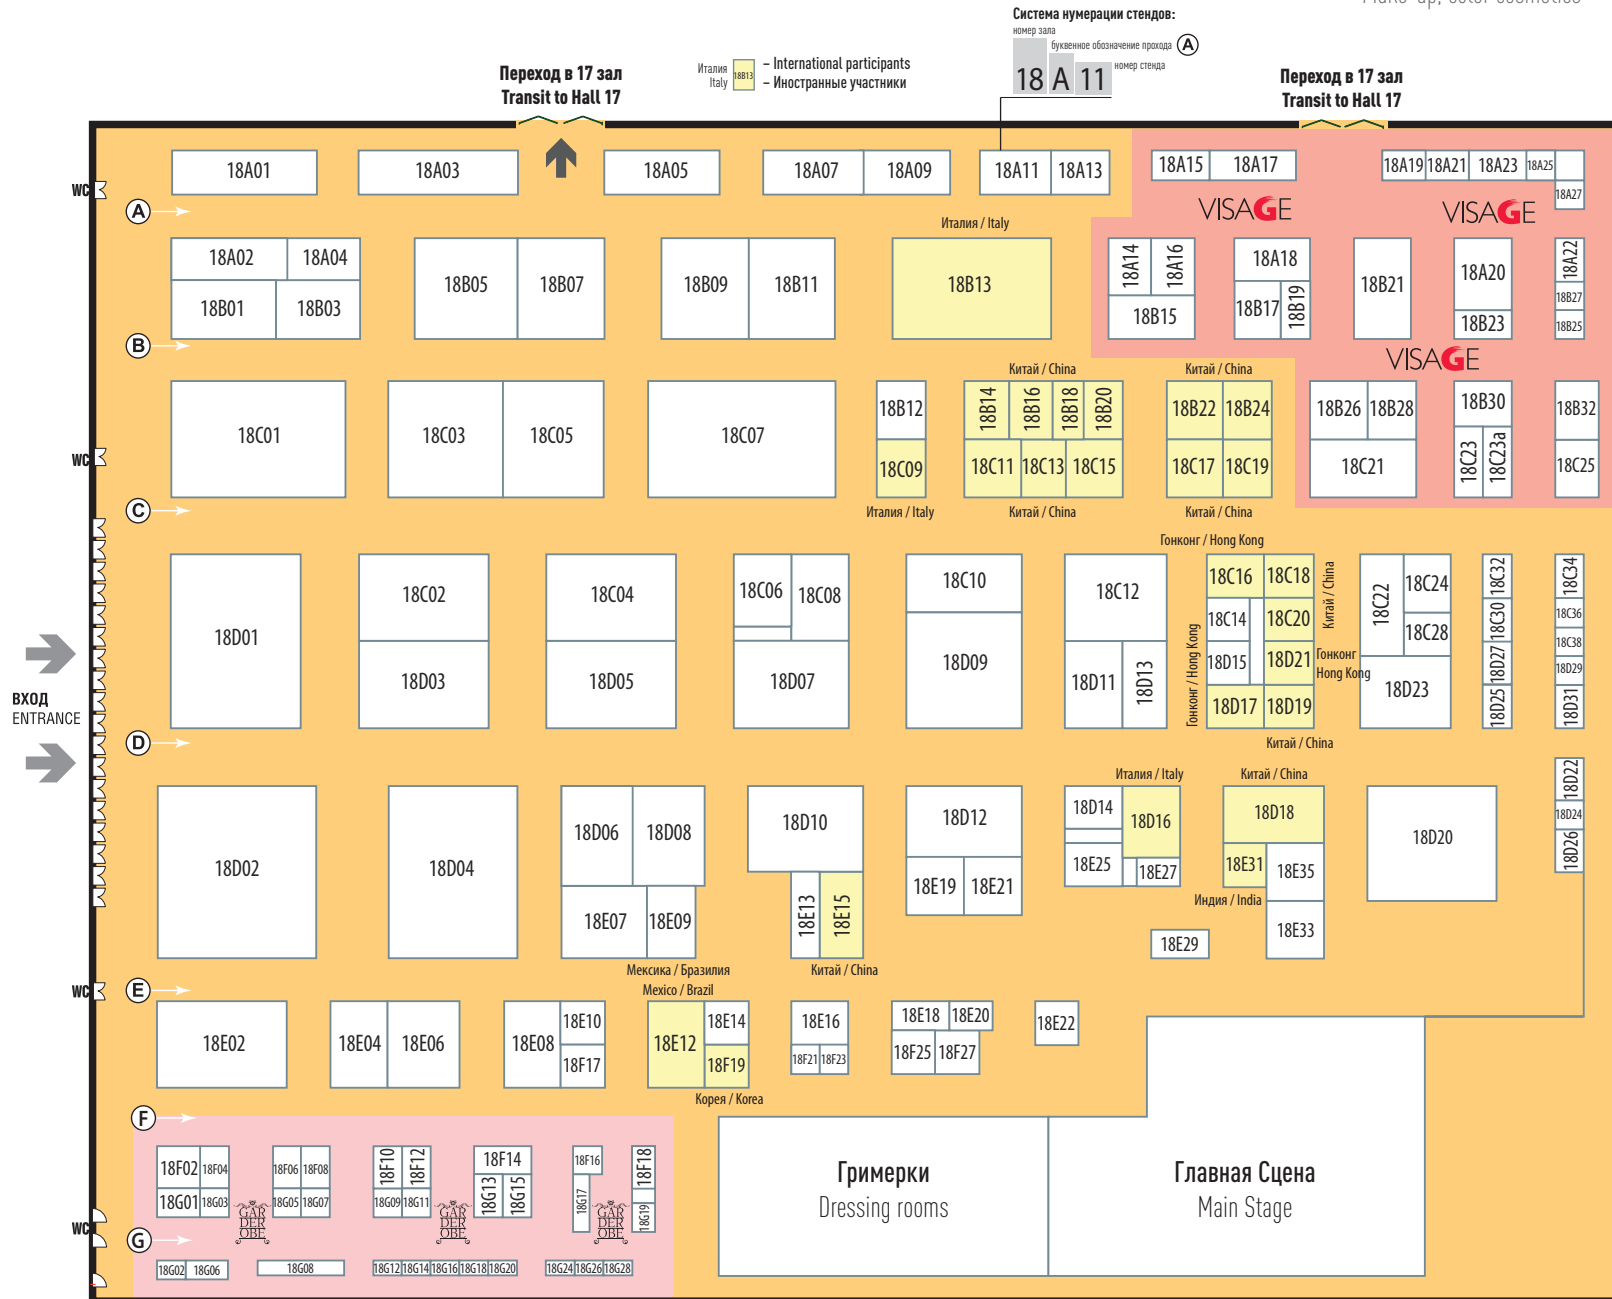 Система нумерации стендов:
номер зала
буквенное обозначение прохода A
18 A 11 номер стенда
Италия
Italy
18B13
– International participants
– Иностранные участники
Переход в 17 зал
Transit to Hall 17
Переход в 17 зал
Transit to Hall 17
18A01 18A03 18A05 18A07 18A09 18A11 18A13 18A15 18A17 18A19 18A21 18A23 18A25
18A27
WC
A
VISAGE VISAGE
Италия / Italy
18A02 18A04 18B05 18B07 18B09 18B11 18B13 18A14 18A16 18A18 18B21 18A20 18A22
18B01 18B03 18B15 18B17 18B19 18B23 18B27
18B25
B
VISAGE
Китай / China Китай / China
18C01 18C03 18C05 18C07 18B12 18B14 18B16 18B18 18B20 18B22 18B24 18B26 18B28 18B30 18B32
18C09 18C11 18C13 18C15 18C17 18C19 18C21 18C23 18C23a 18C25
WC
C
Италия / Italy Китай / China Китай / China
Гонконг / Hong Kong
18D01 18C02 18C04 18C06 18C08 18C10 18C12 18C16 18C18 18C22 18C24 18C32 18C34
Китай / China
18C14 18C20 18C28 18C30 18C36
18C38
Гонконг / Hong Kong
18D03 18D05 18D07 18D09 18D11 18D13 18D15 18D21 18D23 18D27 18D29
Гонконг
Hong Kong
18D17 18D19 18D25 18D31
ВХОД
ENTRANCE
D
Китай / China
Италия / Italy Китай / China
18D02 18D04 18D06 18D08 18D10 18D12 18D14 18D16 18D18 18D20 18D22
18D24
18D26
18E07 18E09 18E13 18E15 18E19 18E21 18E25 18E27 18E31 18E35
Индия / India
18E29 18E33
Мексика / Бразилия
Mexico / Brazil
Китай / China
WC
E
18E02 18E04 18E06 18E08 18E10 18E12 18E14 18E16 18E18 18E20 18E22
18F17 18F19 18F21 18F23 18F25 18F27
Корея / Korea
F
18F02 18F04 18F06 18F08 18F10 18F12 18F14 18F16 18F18
18G01 18G03 18G05 18G07 18G09 18G11 18G13 18G15 18G17 18G19
GAR
DER
OBE
GAR
DER
OBE
GAR
DER
OBE
WC
G
18G02 18G06 18G08 18G12 18G14 18G16 18G18 18G20 18G24 18G26 18G28
Гримерки
Dressing rooms
Главная Сцена
Main Stage